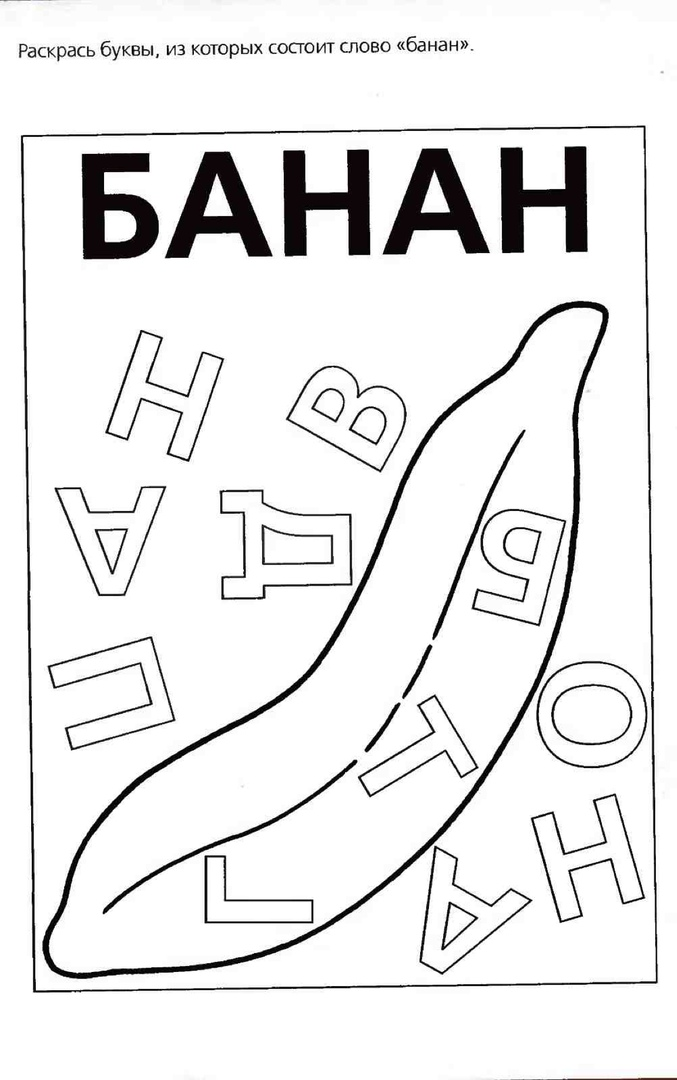 Раскрась буквы, из которых состоит слово «банан».
БАНАН
Н
В
А
Д
Б
П
О
Т
Н
Г
А